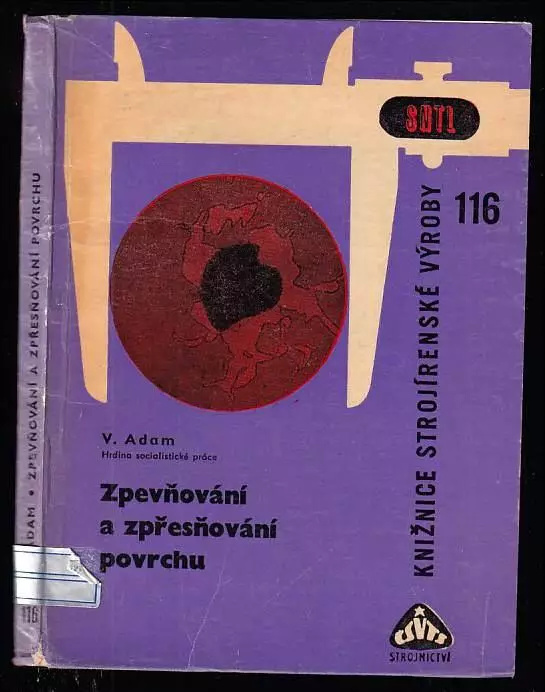 SNTL
116
KNIŽNICE STROJÍRENSKÉ VÝROBY
V. Adam
Hrdina socialistické práce
Zpevňování
a zpřesňování
povrchu
ČSVTS
STROJNICTVÍ
ADAM • ZPEVŇOVÁNÍ A ZPŘESŇOVÁNÍ POVRCHU
116